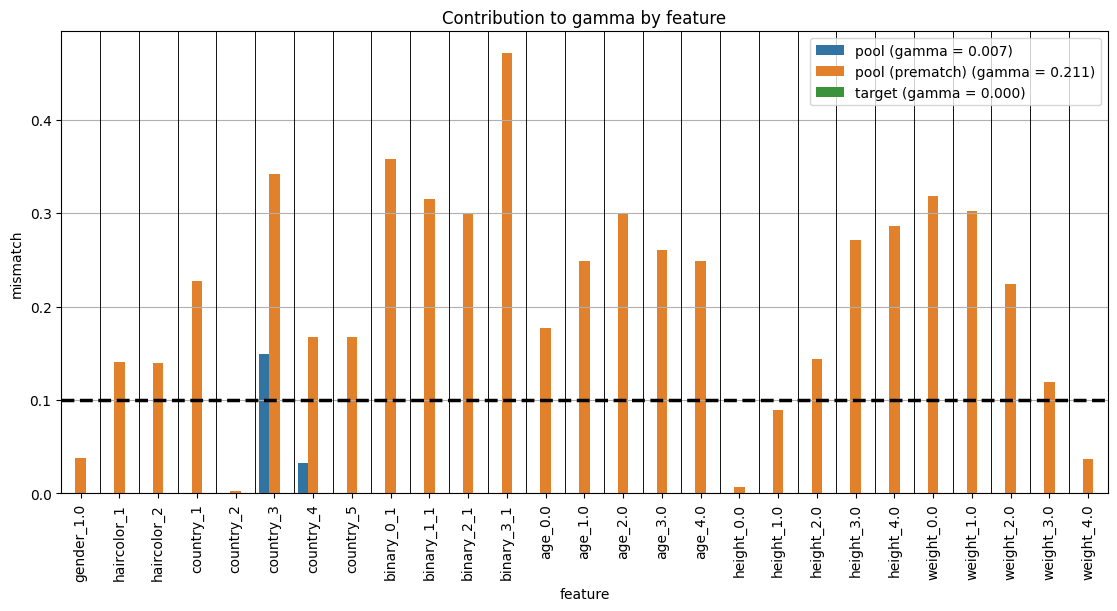 Contribution to gamma by feature
pool (gamma = 0.007)
pool (prematch) (gamma = 0.211)
target (gamma = 0.000)
mismatch
0.4
0.3
0.2
0.1
0.0
gender_1.0
haircolor_1
haircolor_2
country_1
country_2
country_3
country_4
country_5
binary_0_1
binary_1_1
binary_2_1
binary_3_1
age_0.0
age_1.0
age_2.0
age_3.0
age_4.0
height_0.0
height_1.0
height_2.0
height_3.0
height_4.0
weight_0.0
weight_1.0
weight_2.0
weight_3.0
weight_4.0
feature